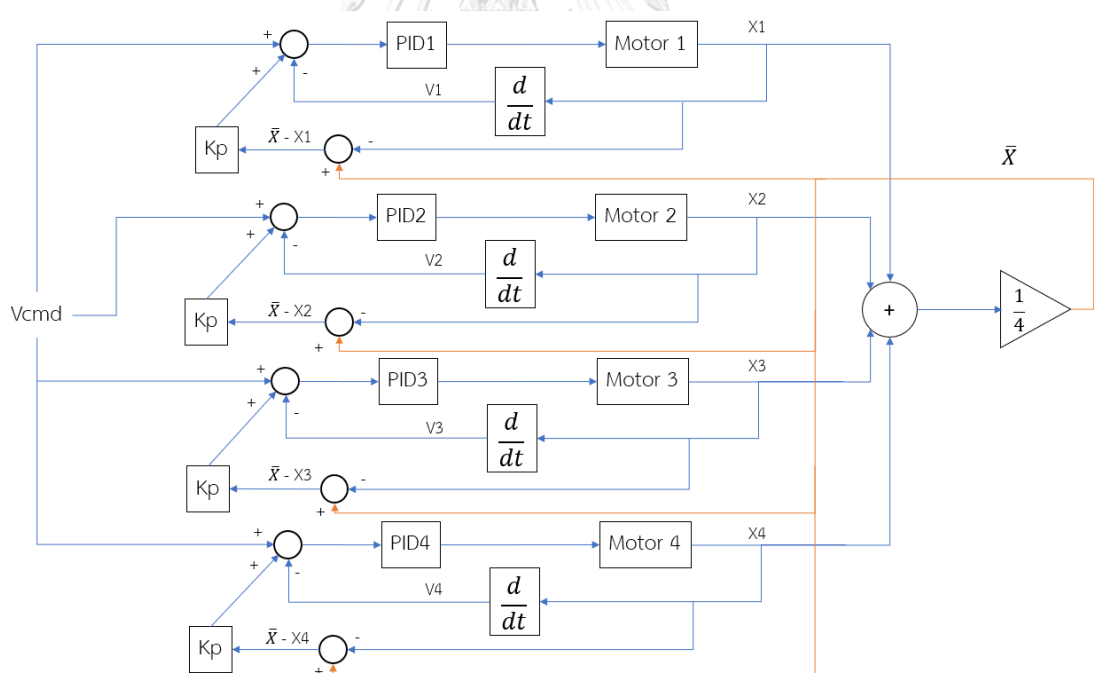 X1
+
PID1
Motor 1
+
-
V1
d
dt
Kp
X̄ - X1
-
+
X̄
X2
+
PID2
Motor 2
+
-
V2
d
dt
Kp
X̄ - X2
-
+
Vcmd
+
1
4
X3
+
PID3
Motor 3
+
-
V3
d
dt
Kp
X̄ - X3
-
+
X4
+
PID4
Motor 4
+
-
V4
d
dt
Kp
X̄ - X4
-
+